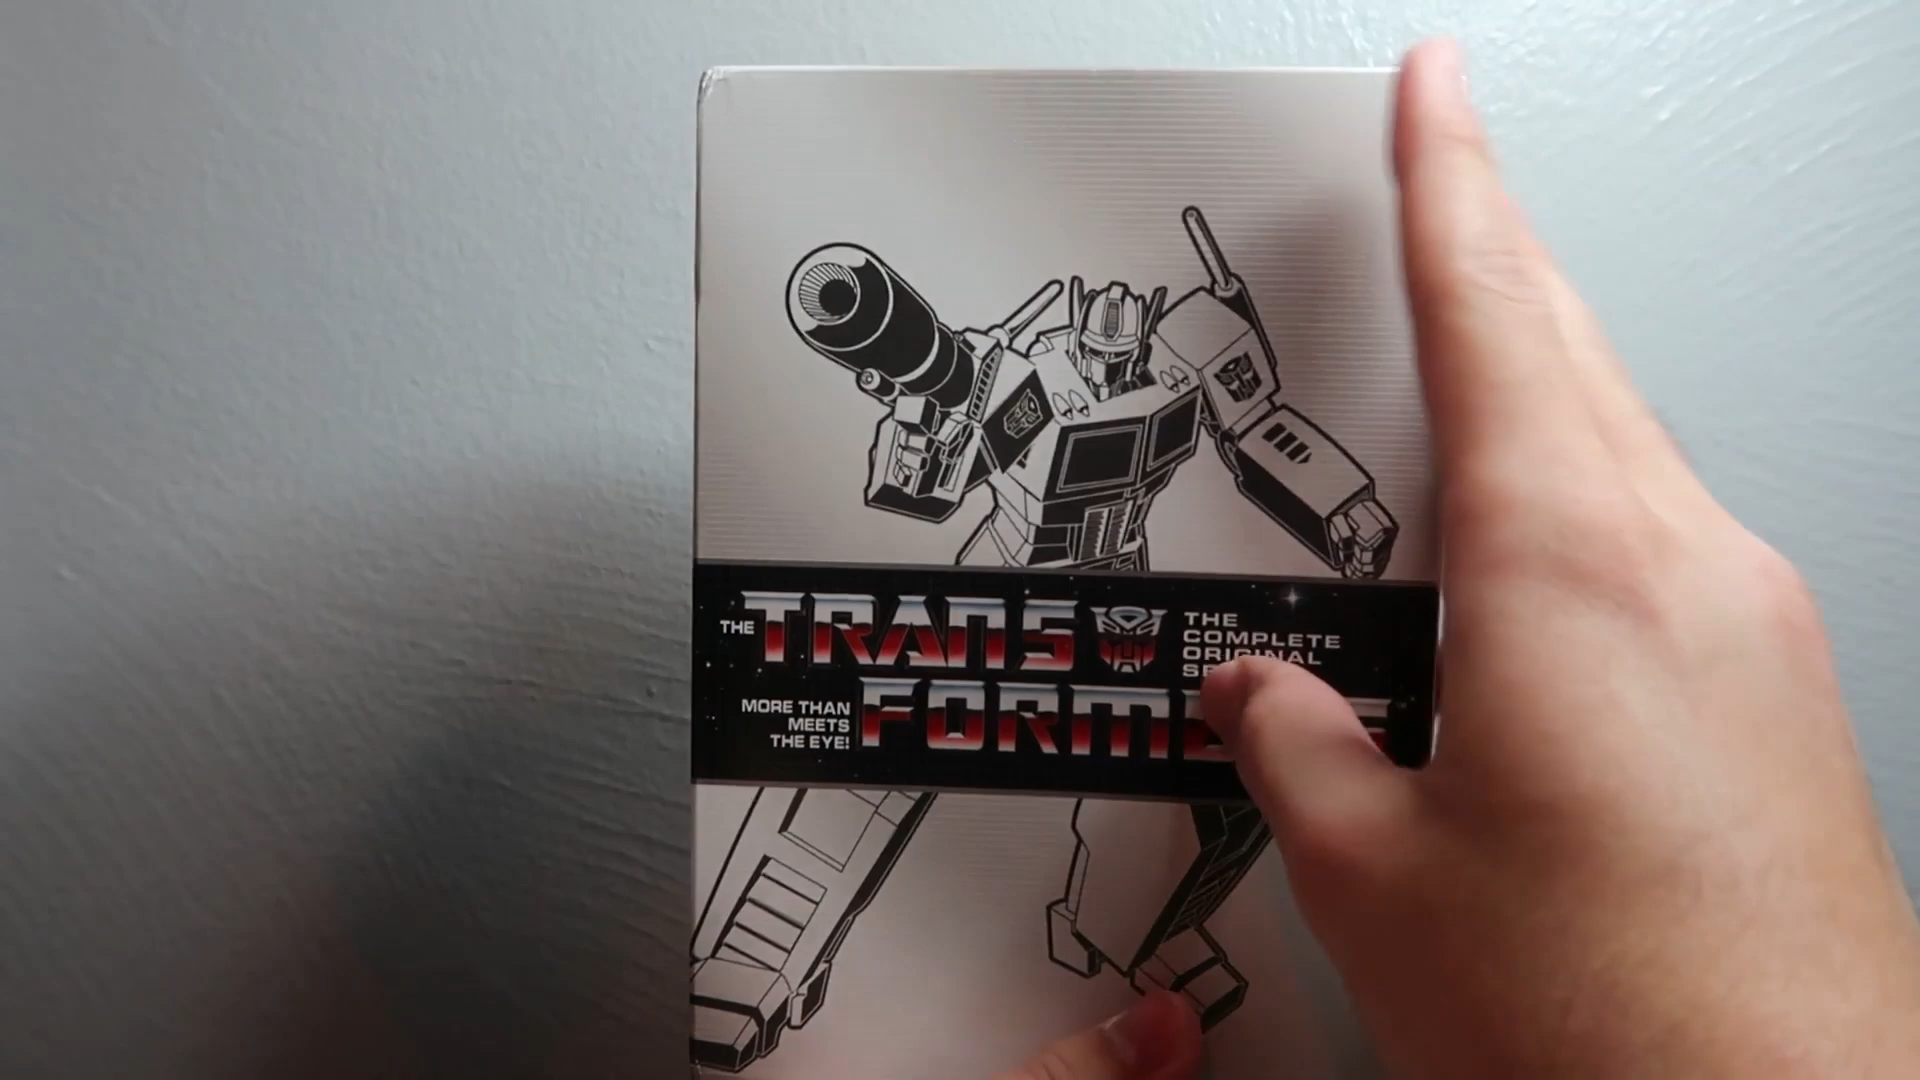 THE TRANS
THE
COMPLETE
ORIGINAL
MORE THAN
MEETS
THE EYE!